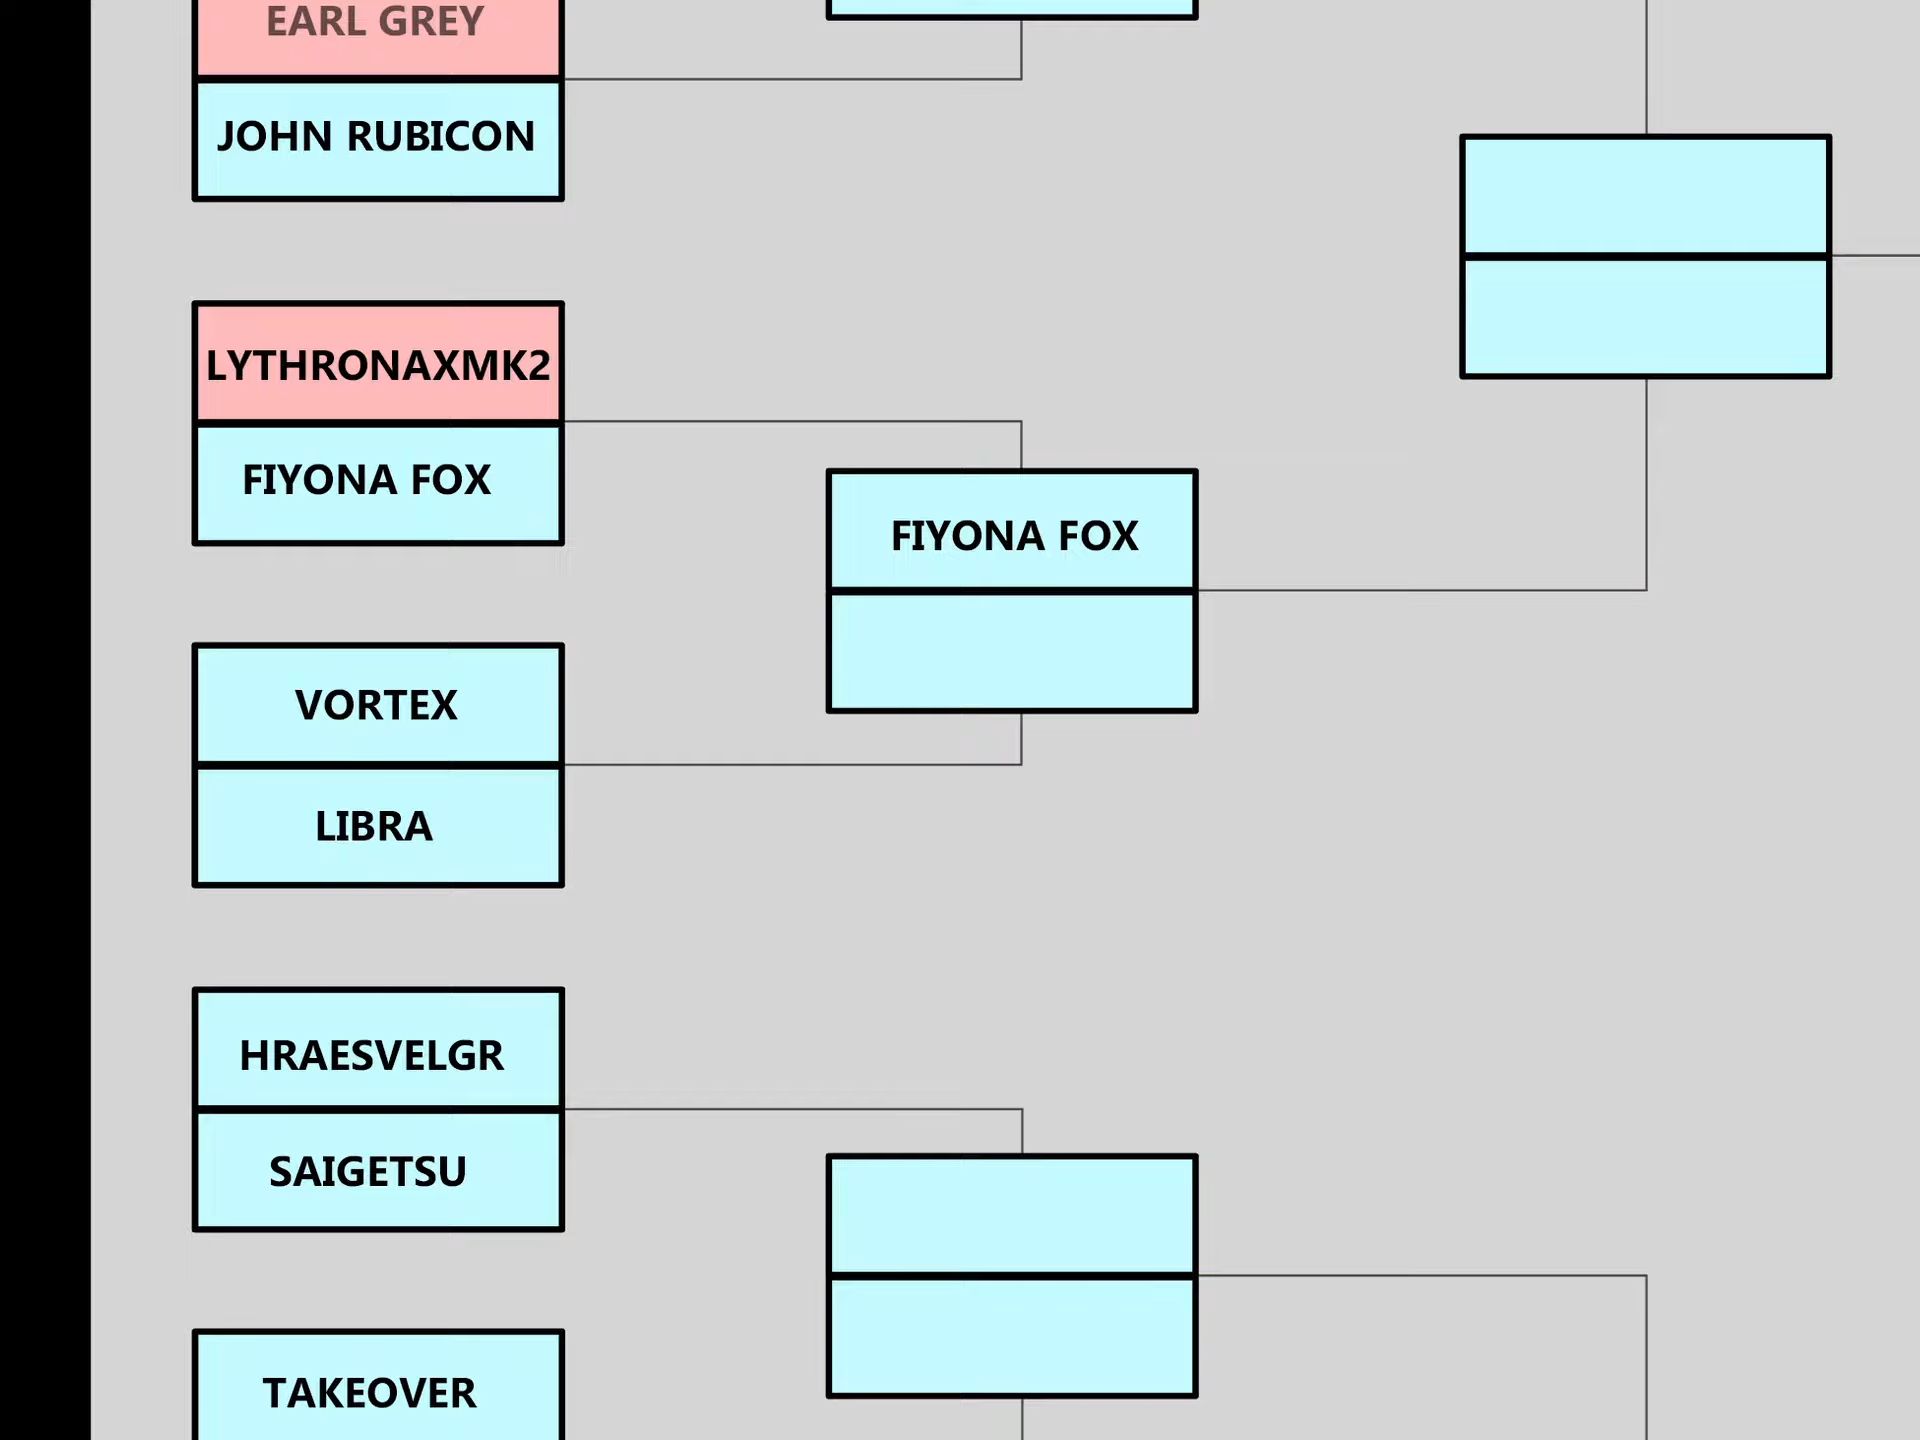 EARL GREY
JOHN RUBICON
LYTHRONAXMK2
FIYONA FOX
FIYONA FOX
VORTEX
LIBRA
HRAESVELGR
SAIGETSU
TAKEOVER